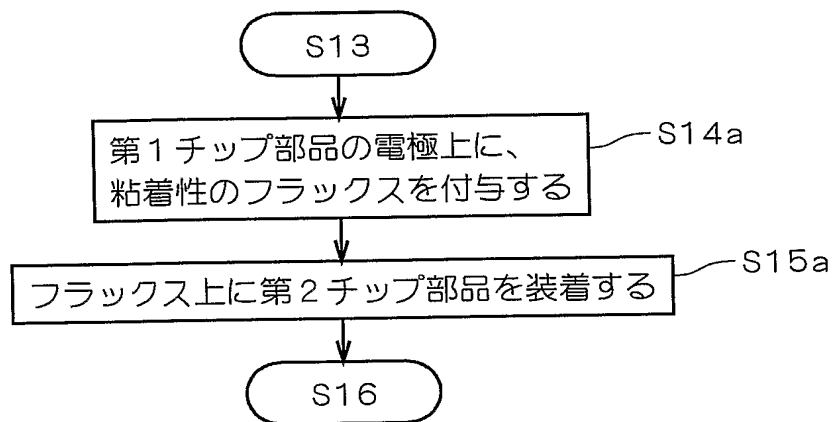 S13
第1チップ部品の電極上に、
粘着性のフラックスを付与する
S14a
フラックス上に第2チップ部品を装着する
S15a
S16